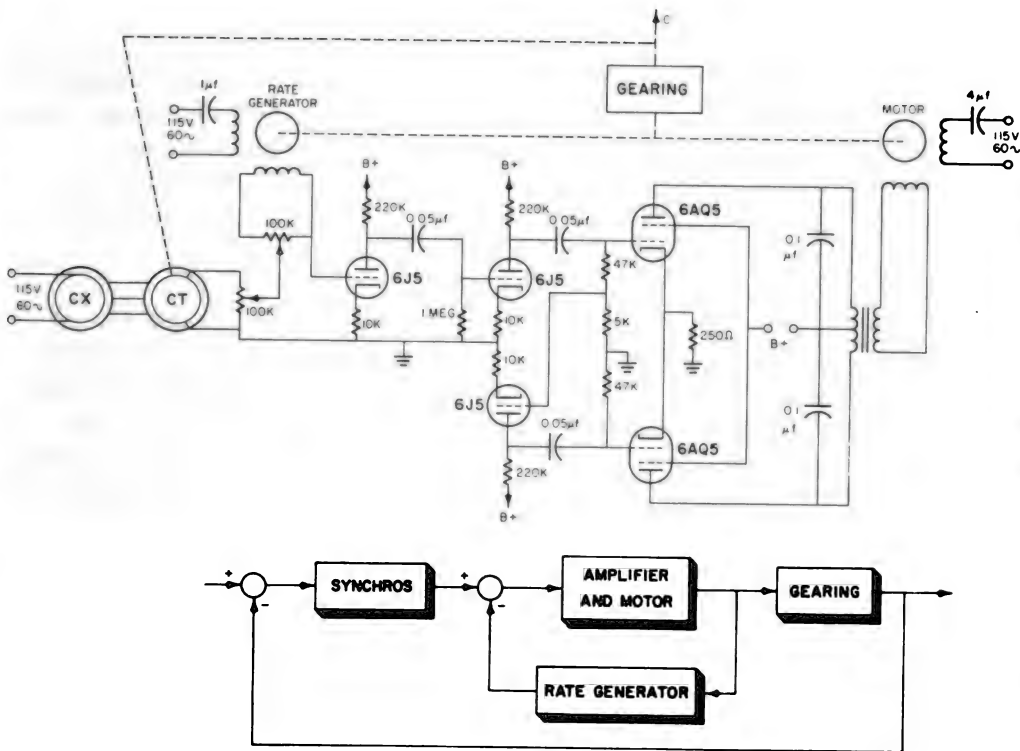 C
1μf
RATE
GENERATOR
115V
60~
GEARING
MOTOR
4μf
115V
60~
B+
B+
220K
0.05μf
220K
0.05μf
6AQ5
100K
6J5
6J5
47K
0.1
μf
115V
60~
CX
CT
100K
10K
1 MEG
10K
5K
250Ω
B+
10K
47K
6J5
0.05μf
6AQ5
0.1
μf
220K
B+
+
-
SYNCHROS
+
-
AMPLIFIER
AND MOTOR
GEARING
RATE GENERATOR